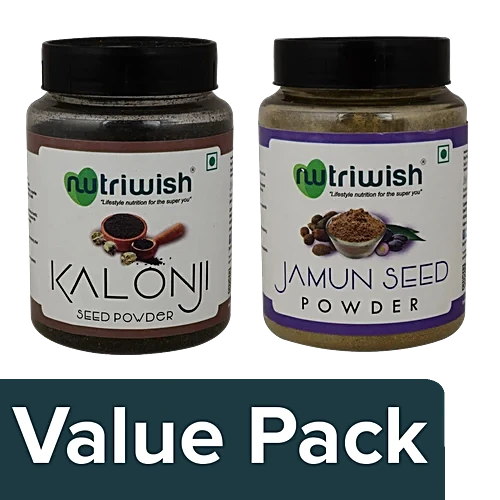 nutriwish®
"Lifestyle nutrition for the super you"
KALONJI
SEED POWDER
nutriwish®
"Lifestyle nutrition for the super you"
JAMUN SEED
POWDER
Value Pack